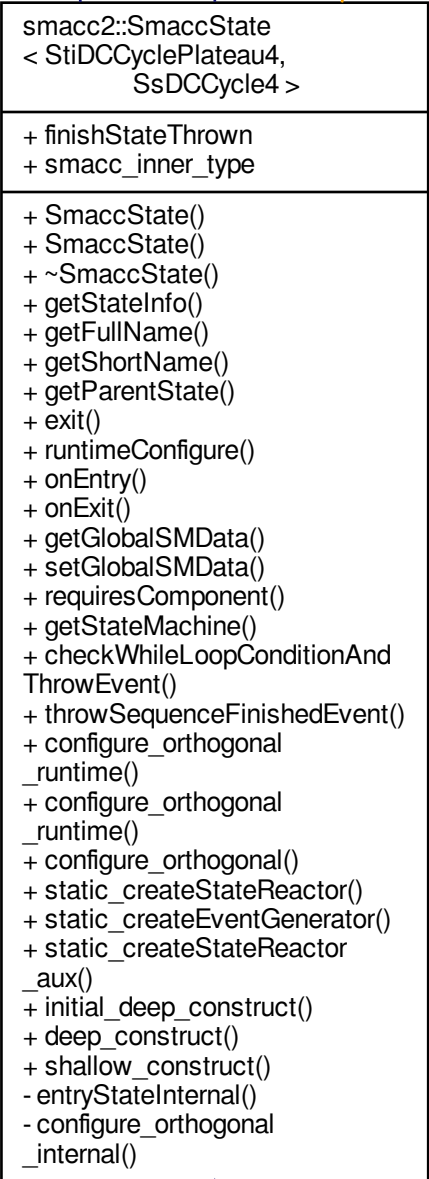 smacc2::SmaccState
< StiDCCyclePlateau4,
SsDCCycle4 >
+ finishStateThrown
+ smacc_inner_type
+ SmaccState()
+ SmaccState()
+ ~SmaccState()
+ getStateInfo()
+ getFullName()
+ getShortName()
+ getParentState()
+ exit()
+ runtimeConfigure()
+ onEntry()
+ onExit()
+ getGlobalSMData()
+ setGlobalSMData()
+ requiresComponent()
+ getStateMachine()
+ checkWhileLoopConditionAnd
ThrowEvent()
+ throwSequenceFinishedEvent()
+ configure_orthogonal
_runtime()
+ configure_orthogonal
_runtime()
+ configure_orthogonal()
+ static_createStateReactor()
+ static_createEventGenerator()
+ static_createStateReactor
_aux()
+ initial_deep_construct()
+ deep_construct()
+ shallow_construct()
- entryStateInternal()
- configure_orthogonal
_internal()